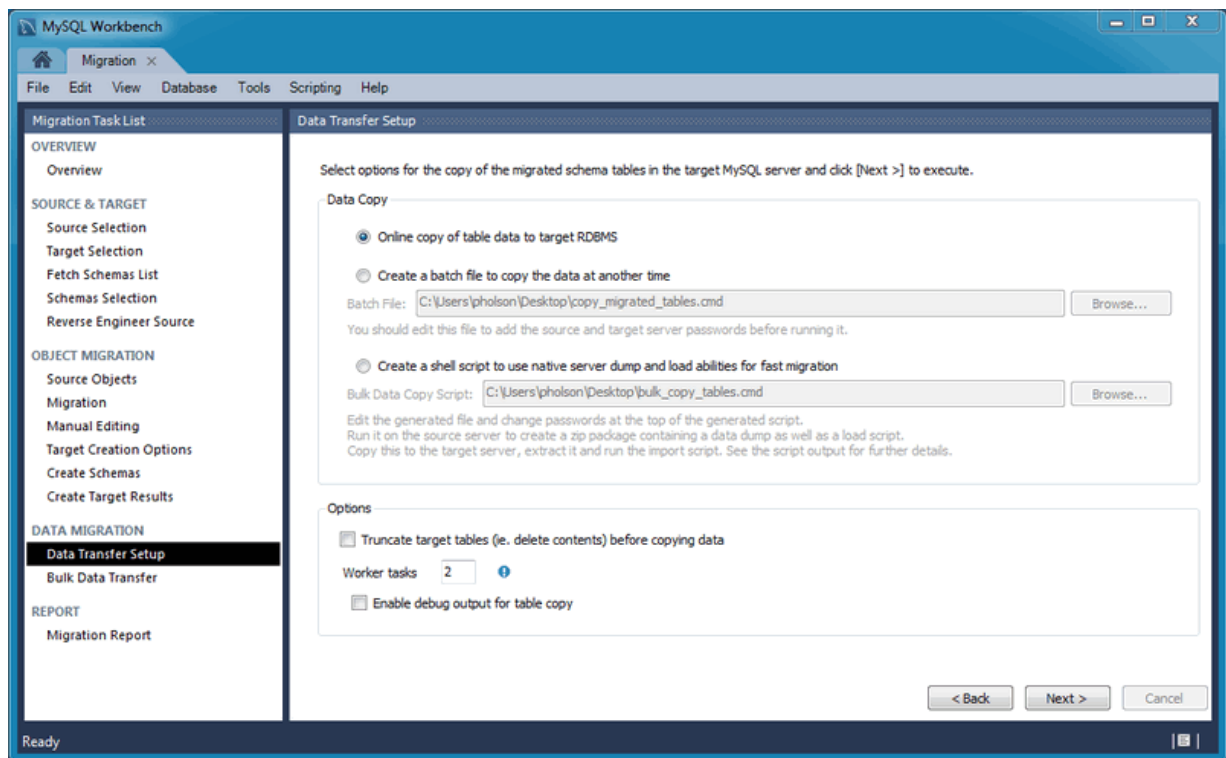 MySQL Workbench
Migration
File Edit View Database Tools Scripting Help
Migration Task List
OVERVIEW
Overview
SOURCE & TARGET
Source Selection
Target Selection
Fetch Schemas List
Schemas Selection
Reverse Engineer Source
OBJECT MIGRATION
Source Objects
Migration
Manual Editing
Target Creation Options
Create Schemas
Create Target Results
DATA MIGRATION
Data Transfer Setup
Bulk Data Transfer
REPORT
Migration Report
Data Transfer Setup
Select options for the copy of the migrated schema tables in the target MySQL server and click [Next >] to execute.
Data Copy
Online copy of table data to target RDBMS
Create a batch file to copy the data at another time
Batch File: C:\Users\pholson\Desktop\copy_migrated_tables.cmd Browse...
You should edit this file to add the source and target server passwords before running it.
Create a shell script to use native server dump and load abilities for fast migration
Bulk Data Copy Script: C:\Users\pholson\Desktop\bulk_copy_tables.cmd Browse...
Edit the generated file and change passwords at the top of the generated script.
Run it on the source server to create a zip package containing a data dump as well as a load script.
Copy this to the target server, extract it and run the import script. See the script output for further details.
Options
Truncate target tables (ie. delete contents) before copying data
Worker tasks 2
Enable debug output for table copy
< Back Next > Cancel
Ready